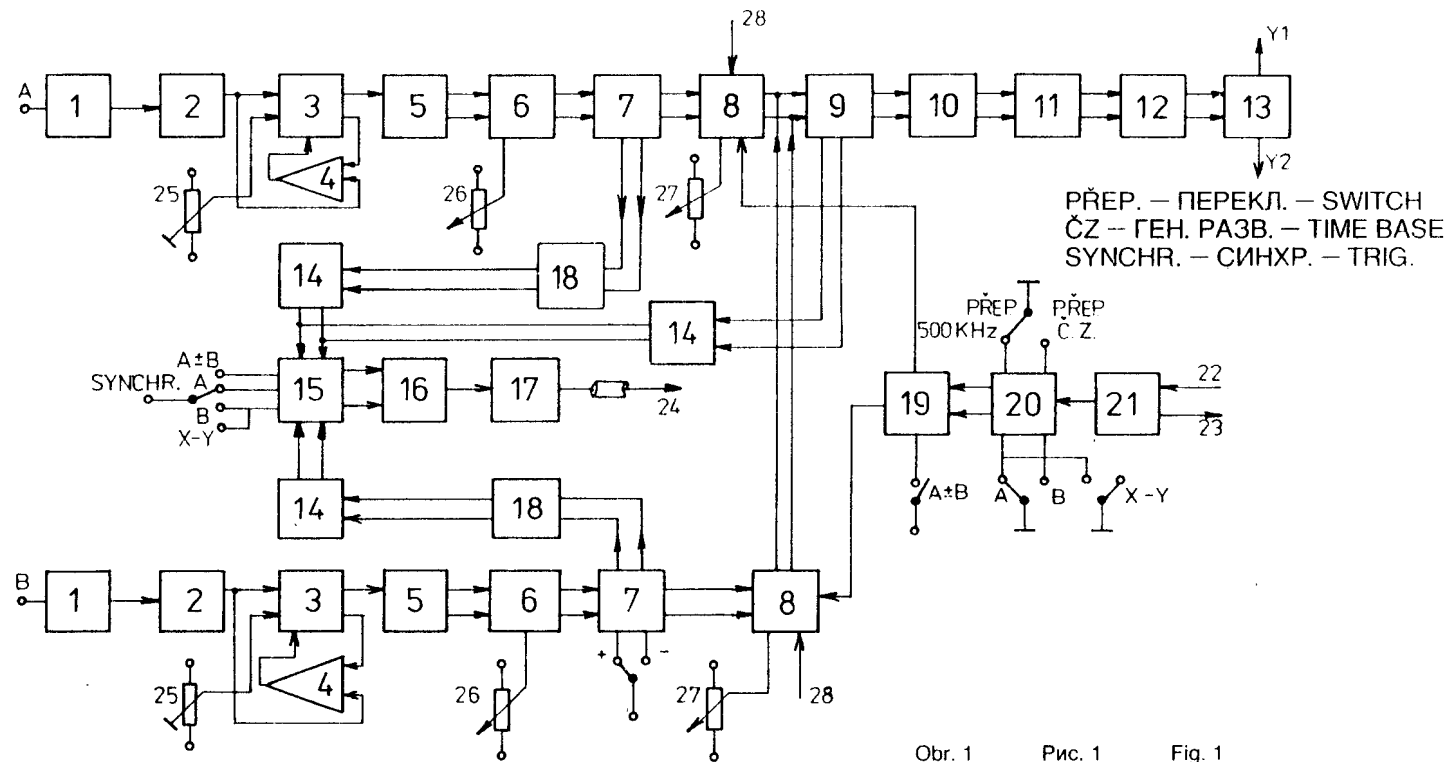 28
Y1
A
1
2
3
5
6
7
8
9
10
11
12
13
4
Y2
25
26
27
PŘEP. – ПЕРЕКЛ. – SWITCH
ČZ – ГЕН. РАЗВ. – TIME BASE
SYNCHR. – СИНХР. – TRIG.
14
18
14
PŘEP
500KHz
PŘEP
Č.Z.
A±B
SYNCHR.
A
B
X-Y
15
16
17
24
19
20
21
22
23
A±B
A
B
X-Y
14
18
B
1
2
3
5
6
7
8
4
+
-
25
26
27
28
Obr. 1 Рис. 1 Fig. 1